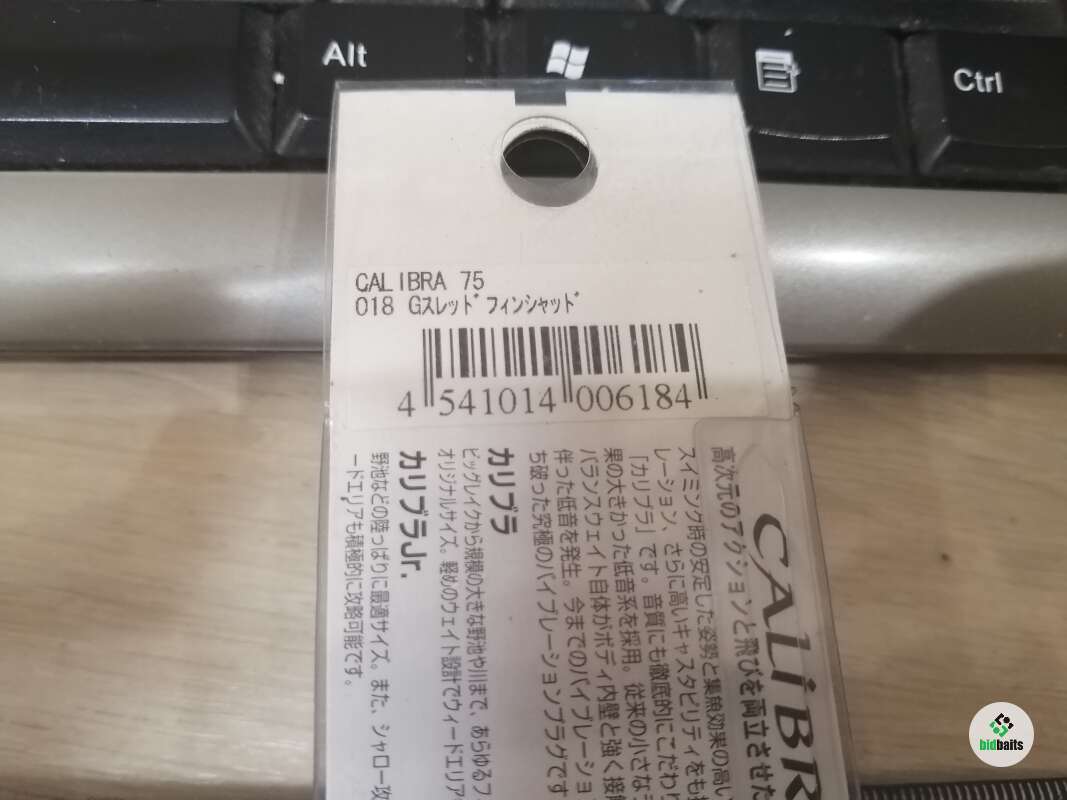 Alt
Ctrl
CALIBRA 75
018 Gｽﾚｯﾄﾞﾌｨﾝｼｬｯﾄﾞ
4 541014 006184
CALIBR
高次元のアクションと飛びを両立させた
スイミング時の安定した姿勢と集魚効果の高い
レーション、さらに高いキャスタビリティをも
「カリブラ」です。音質にも徹底的にこだわり
果の大きかった低音系を採用。従来の小さな
バランスウェイト自体がボディ内壁と強く接
伴った低音を発生。今までのバイブレーショ
ち破った究極のバイブレーションプラグです
カリブラ
ビッグレイクから規模の大きな野池や川まで、あらゆるフ
オリジナルサイズ。軽めのウェイト設計でウィードエリア
カリブラJr.
野池などの陸っぱりに最適サイズ。また、シャロー攻
ードエリアも積極的に攻略可能です。
bidbaits